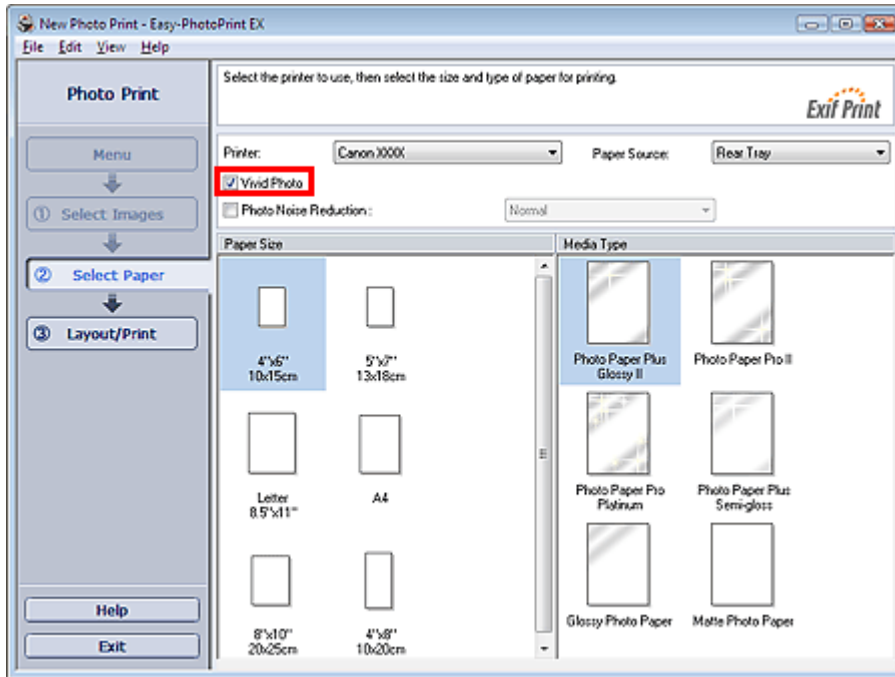 New Photo Print - Easy-PhotoPrint EX
File Edit View Help
Photo Print
Select the printer to use, then select the size and type of paper for printing.
Exif Print
Menu
Printer: Canon XXXX Paper Source: Rear Tray
Vivid Photo
① Select Images
Photo Noise Reduction : Normal
Paper Size
Media Type
② Select Paper
③ Layout/Print
4"x6"
10x15cm
5"x7"
13x18cm
Photo Paper Plus
Glossy II
Photo Paper Pro II
Letter
8.5"x11"
A4
Photo Paper Pro
Platinum
Photo Paper Plus
Semi-gloss
8"x10"
20x25cm
4"x8"
10x20cm
Glossy Photo Paper
Matte Photo Paper
Help
Exit